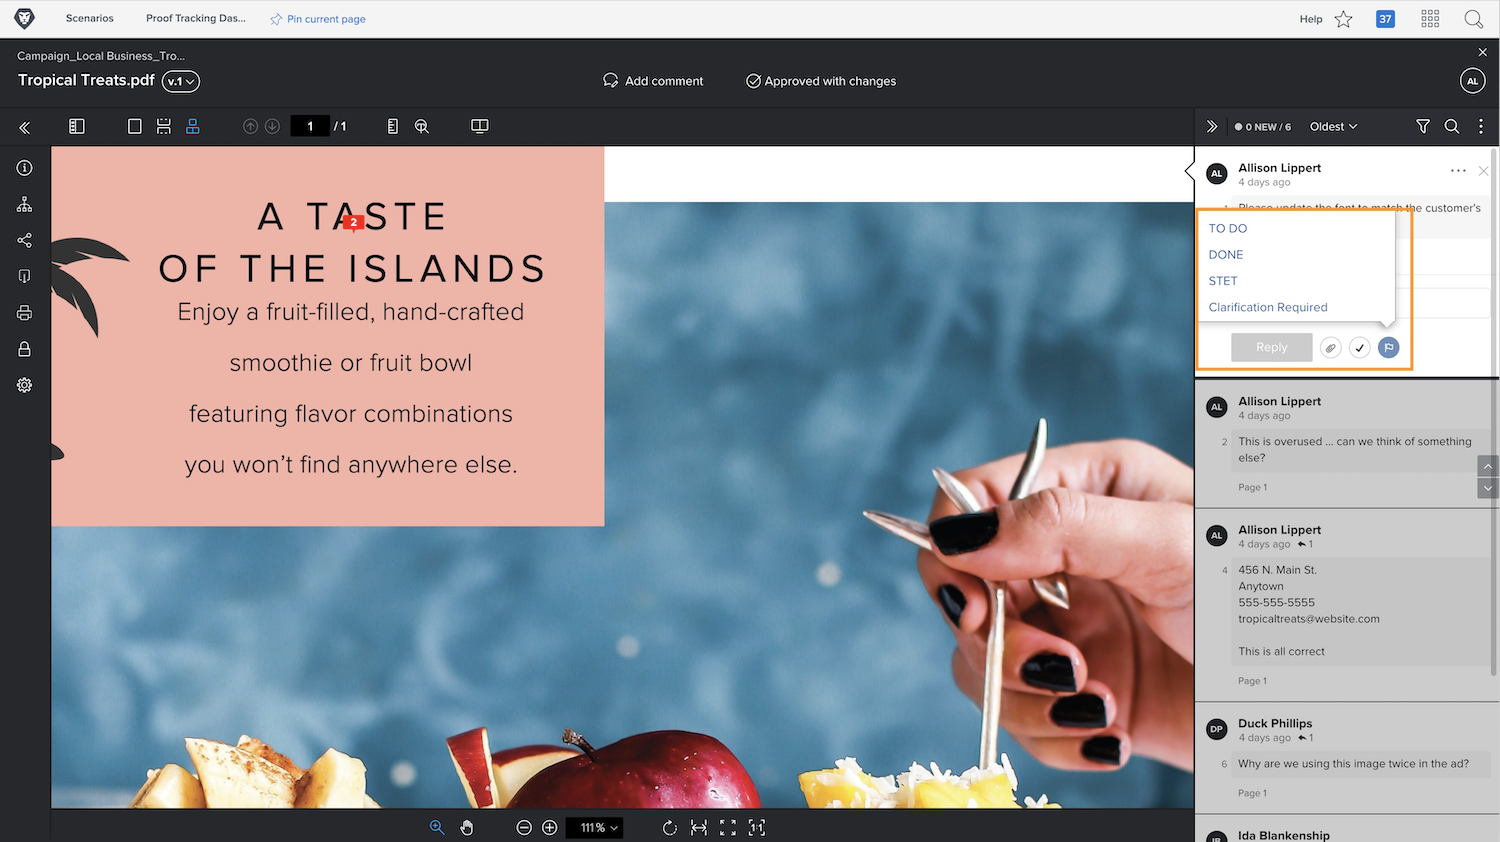 Scenarios
Proof Tracking Das...
Pin current page
Help
37
Campaign_Local Business_Tro...
Tropical Treats.pdf
v.1
Add comment
Approved with changes
AL
1 / 1
0 NEW / 6
Oldest
A TASTE
2
OF THE ISLANDS
Enjoy a fruit-filled, hand-crafted
smoothie or fruit bowl
featuring flavor combinations
you won't find anywhere else.
AL
Allison Lippert
4 days ago
1 Please update the font to match the customer's
TO DO
DONE
STET
Clarification Required
Reply
AL
Allison Lippert
4 days ago
2 This is overused ... can we think of something
else?
Page 1
AL
Allison Lippert
4 days ago 1
4 456 N. Main St.
Anytown
555-555-5555
tropicaltreats@website.com
This is all correct
Page 1
DP
Duck Phillips
4 days ago 1
6 Why are we using this image twice in the ad?
Page 1
Ida Blankenship
111%
1:1